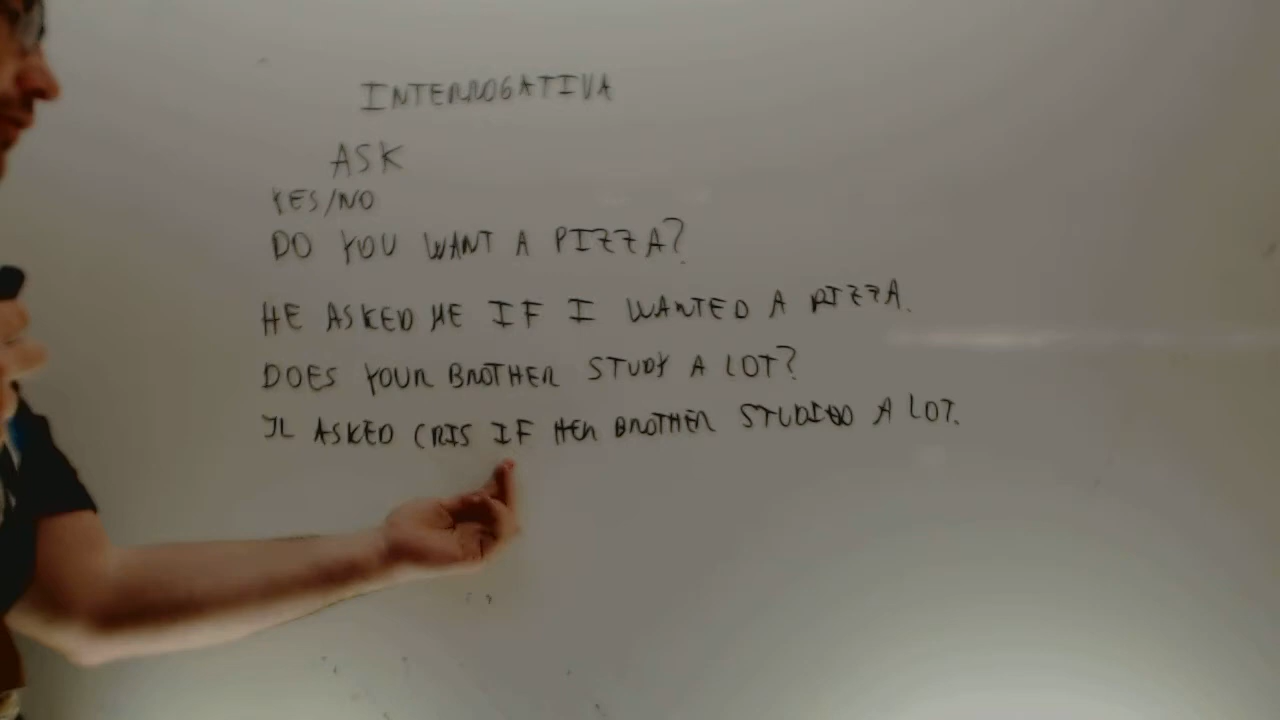 INTERROGATIVA
ASK
YES/NO
DO YOU WANT A PIZZA?
HE ASKED ME IF I WANTED A PIZZA.
DOES YOUR BROTHER STUDY A LOT?
JL ASKED CRIS IF HER BROTHER STUDIED A LOT.